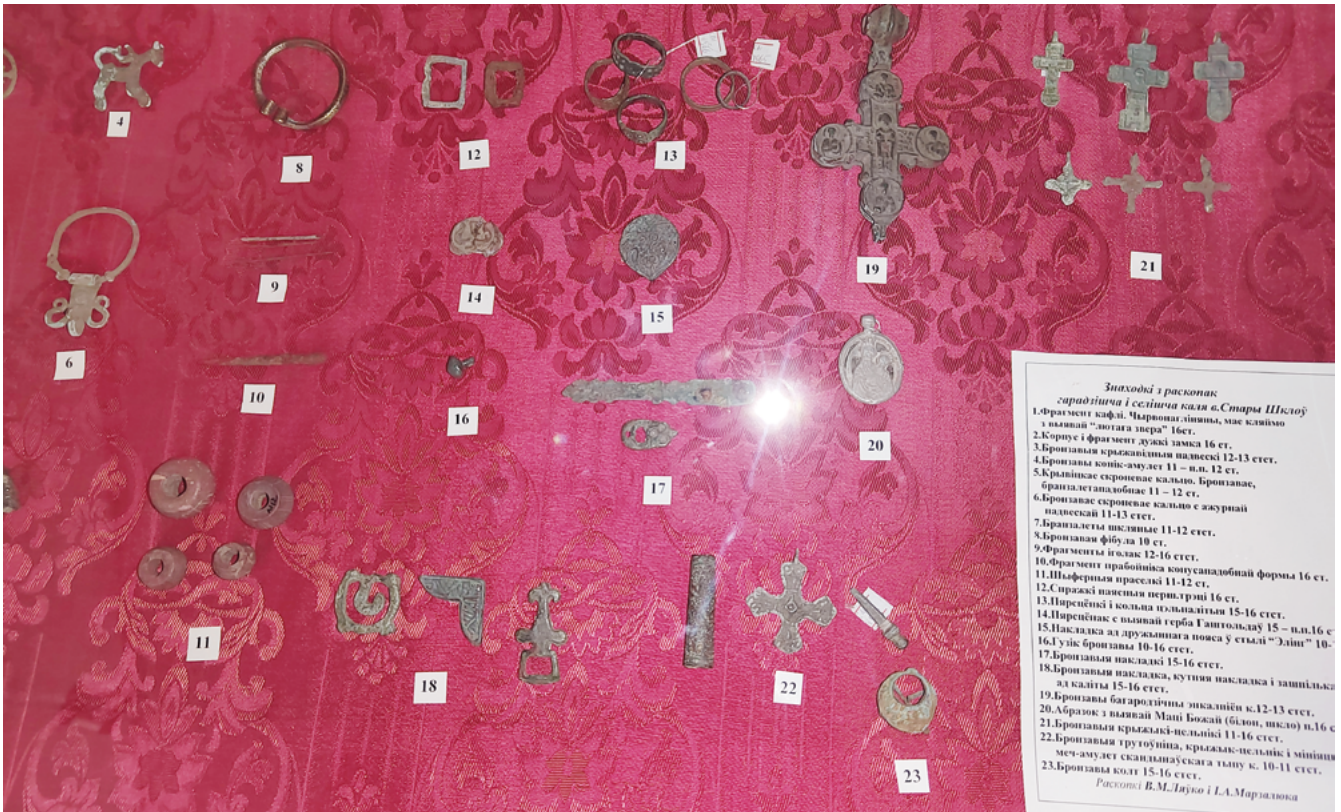 4
8
12
13
19
21
6
9
14
15
10
16
17
20
11
18
22
23
Знаходкі з раскопак
гарадзішча і селішча каля в.Стары Шклоў
1.Фрагмент кафлі. Чырвонагліняны, мае кляймо
з выявай "лютага звера" 16ст.
2.Корпус і фрагмент дужкі замка 16 ст.
3.Бронзавыя крыжавідныя падвескі 12-13 стст.
4.Бронзавы конік-амулет 11 – п.п. 12 ст.
5.Крывіцкае скроневае кальцо. Бронзавае,
бранзалетападобнае 11 – 12 ст.
6.Бронзавае скроневае кальцо с ажурнай
падвескай 11-13 стст.
7.Бранзалеты шкляныя 11-12 стст.
8.Бронзавая фібула 10 ст.
9.Фрагменты іголак 12-16 стст.
10.Фрагмент прабойніка конусападобнай формы 16 ст.
11.Шыферныя праселкі 11-12 ст.
12.Спражкі паясныя перш.трэці 16 ст.
13.Пярсцёнкі і кольца цэльналітыя 15-16 стст.
14.Пярсцёнак с выявай герба Гаштольдаў 15 – п.п.16 с
15.Накладка ад дружыннага пояса ў стылі "Элінг" 10-
16.Гузік бронзавы 10-16 стст.
17.Бронзавыя накладкі 15-16 стст.
18.Бронзавыя накладка, кутняя накладка і зашпілька
ад каліты 15-16 стст.
19.Бронзавы багародзічны энкалпіён к.12-13 стст.
20.Абразок з выявай Маці Божай (білон, шкло) п.16 с
21.Бронзавыя крыжыкі-цельнікі 11-16 стст.
22.Бронзавыя трутоўніца, крыжык-цельнік і мініяцю
меч-амулет скандынаўскага тыпу к. 10-11 стст.
23.Бронзавы колт 15-16 стст.
Раскопкі В.М.Ляўко і І.А.Марзалюка